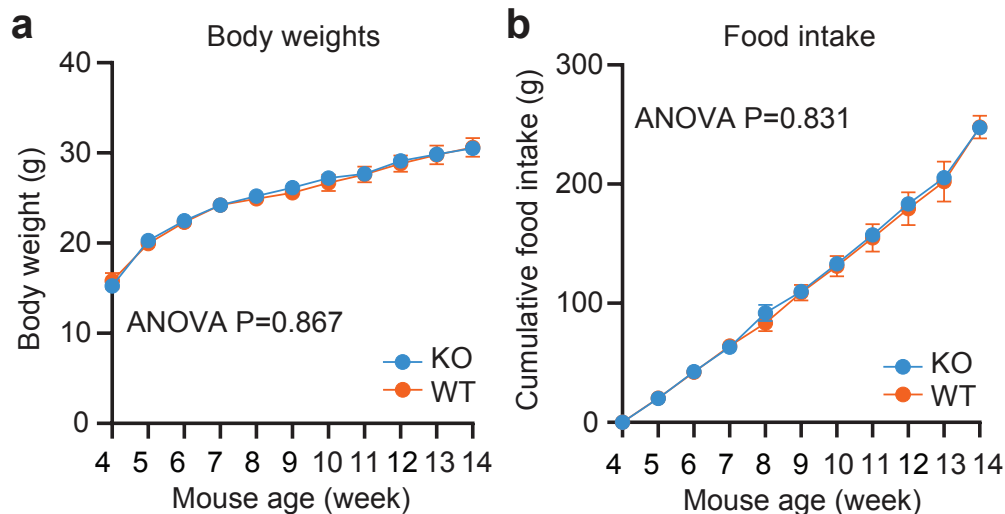 a
Body weights
Body weight (g)
40
30
20
10
0
ANOVA P=0.867
KO
WT
4 5 6 7 8 9 10 11 12 13 14
Mouse age (week)
b
Food intake
Cumulative food intake (g)
300
200
100
0
ANOVA P=0.831
KO
WT
4 5 6 7 8 9 10 11 12 13 14
Mouse age (week)